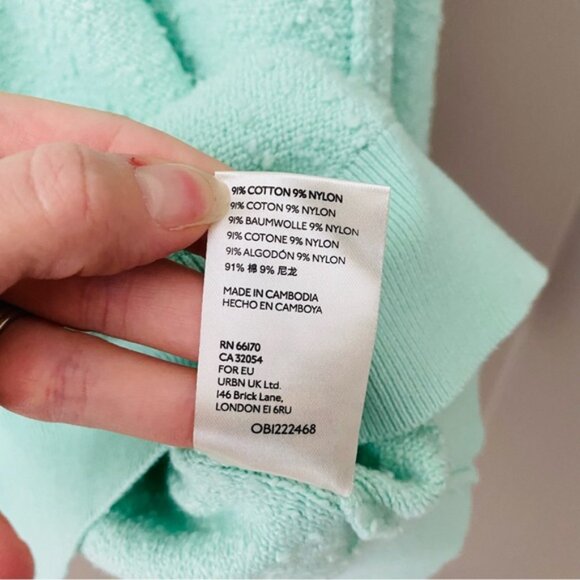 91% COTTON 9% NYLON
91% COTON 9% NYLON
91% BAUMWOLLE 9% NYLON
91% COTONE 9% NYLON
91% ALGODÓN 9% NYLON
91% 棉 9% 尼龙
MADE IN CAMBODIA
HECHO EN CAMBOYA
RN 66170
CA 32054
FOR EU
URBN UK Ltd.
146 Brick Lane,
LONDON E1 6RU
OB1222468